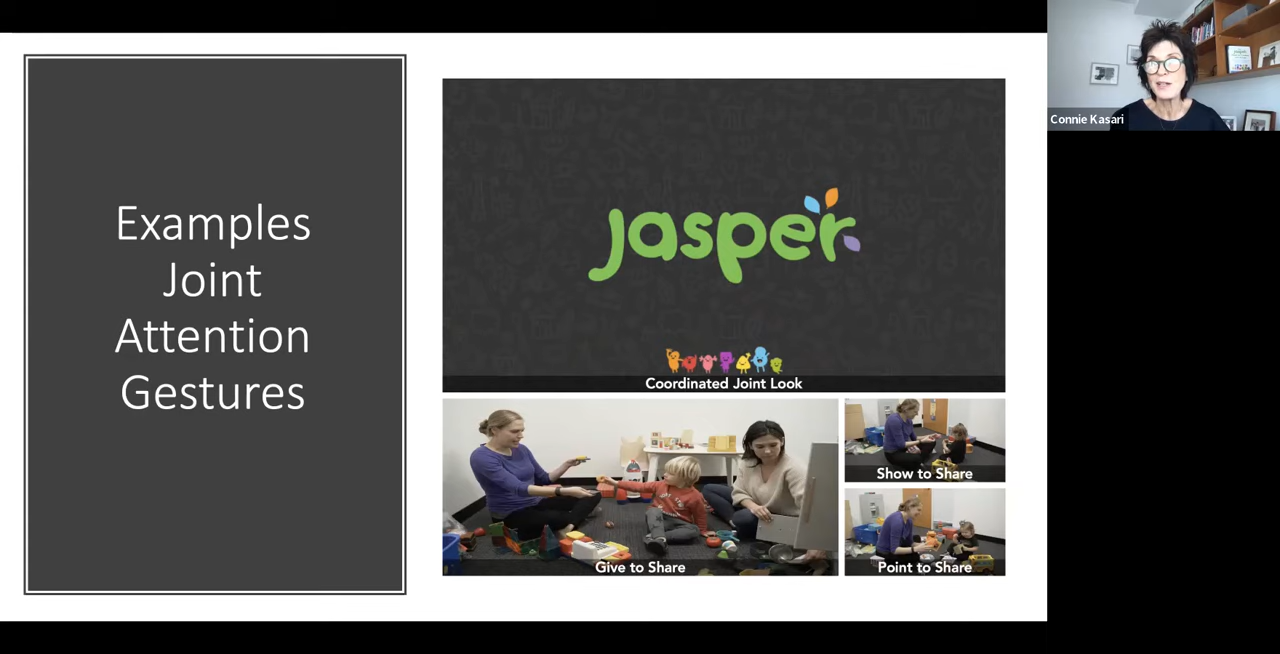 Examples
Joint
Attention
Gestures
jasper
Coordinated Joint Look
Give to Share
Show to Share
Point to Share
Connie Kasari